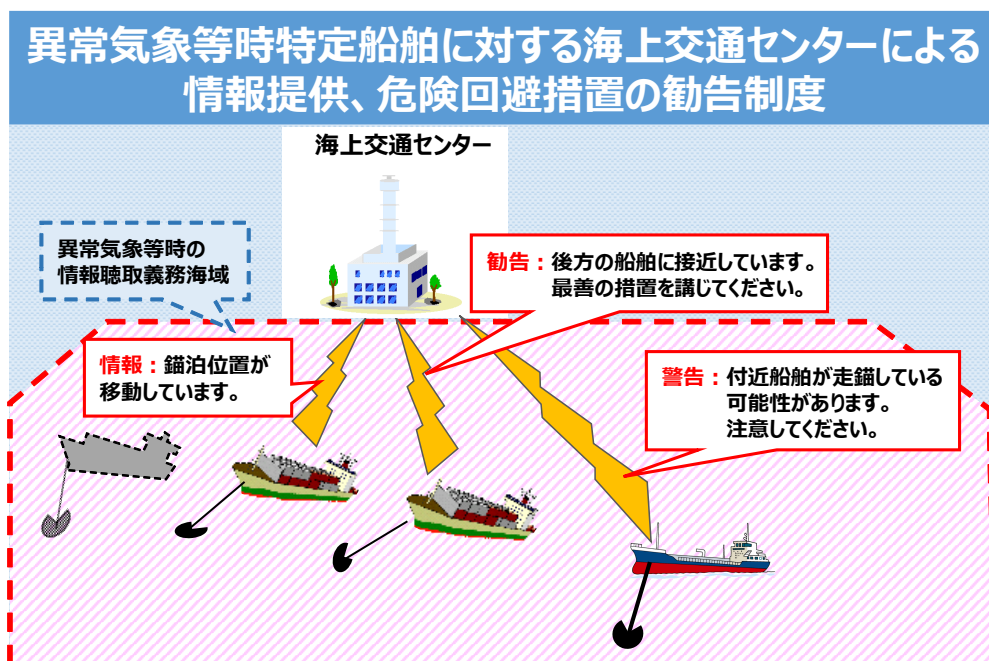 異常気象等時特定船舶に対する海上交通センターによる
情報提供、危険回避措置の勧告制度
海上交通センター
異常気象等時の
情報聴取義務海域
勧告：後方の船舶に接近しています。
最善の措置を講じてください。
情報：錨泊位置が
移動しています。
警告：付近船舶が走錨している
可能性があります。
注意してください。